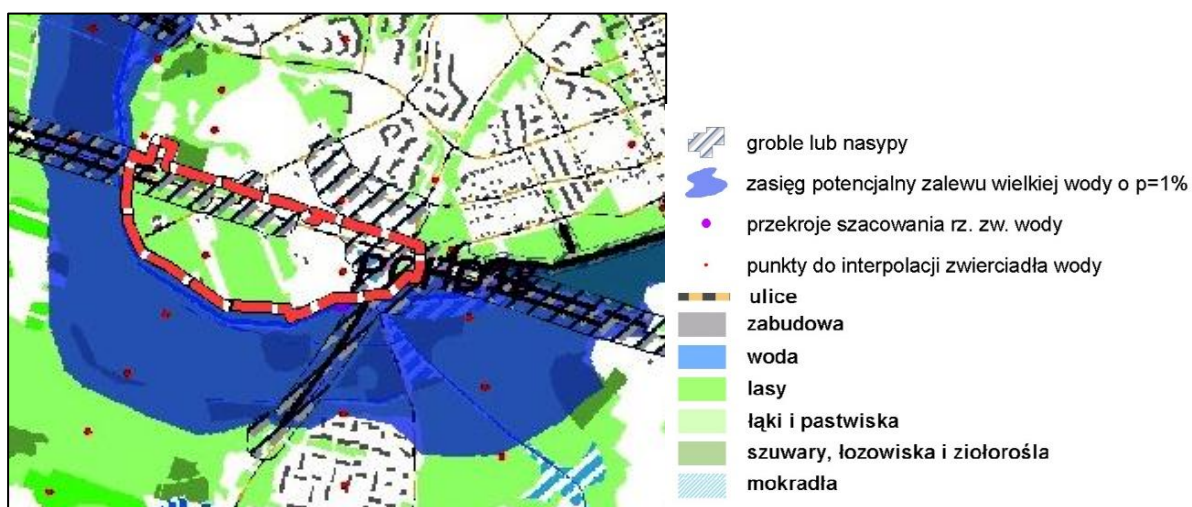 groble lub nasypy
zasięg potencjalny zalewu wielkiej wody o p=1%
przekroje szacowania rz. zw. wody
punkty do interpolacji zwierciadła wody
ulice
zabudowa
woda
lasy
łąki i pastwiska
szuwary, łozowiska i ziołorośla
mokradła